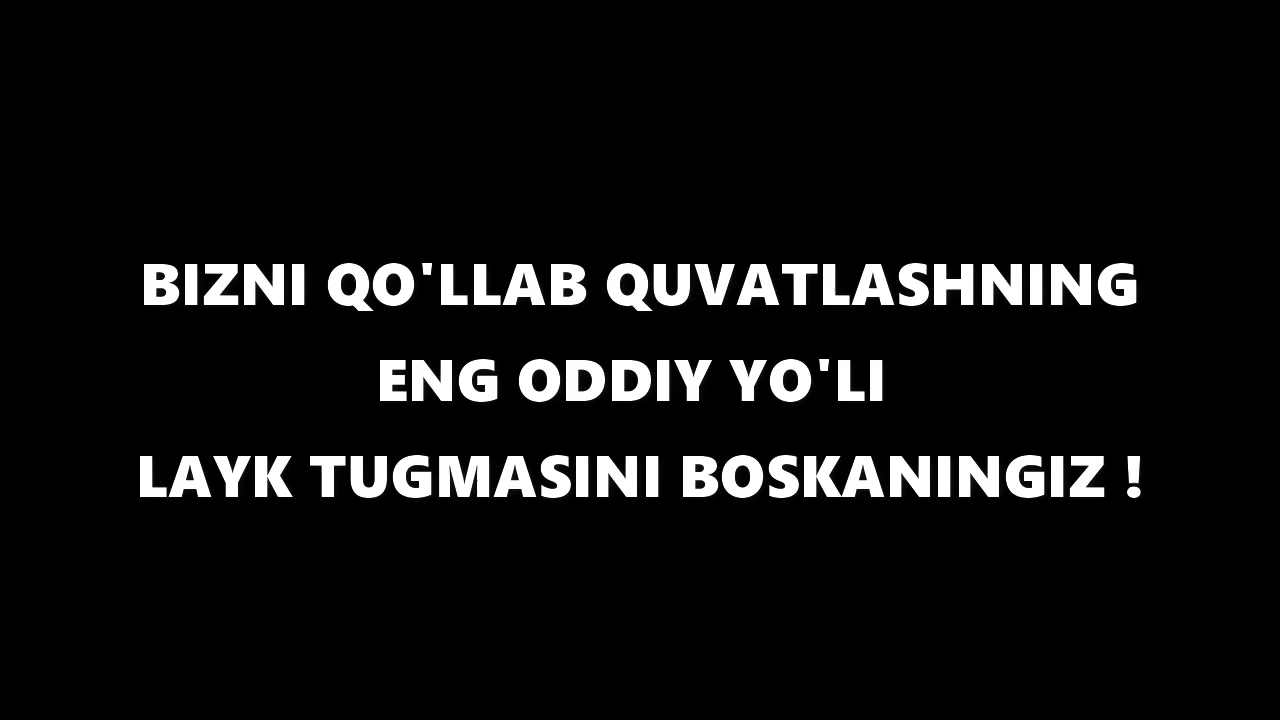 BIZNI QO'LLAB QUVATLASHNING
ENG ODDIY YO'LI
LAYK TUGMASINI BOSKANINGIZ !